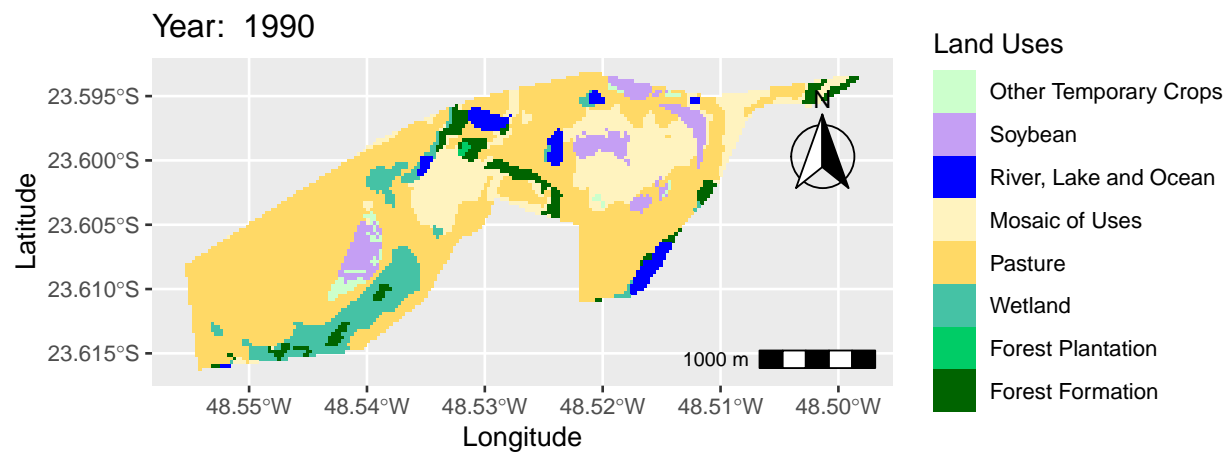 Year: 1990
Land Uses
Other Temporary Crops
Soybean
River, Lake and Ocean
Mosaic of Uses
Pasture
Wetland
Forest Plantation
Forest Formation
Latitude
23.595°S
23.600°S
23.605°S
23.610°S
23.615°S
N
1000 m
48.55°W 48.54°W 48.53°W 48.52°W 48.51°W 48.50°W
Longitude